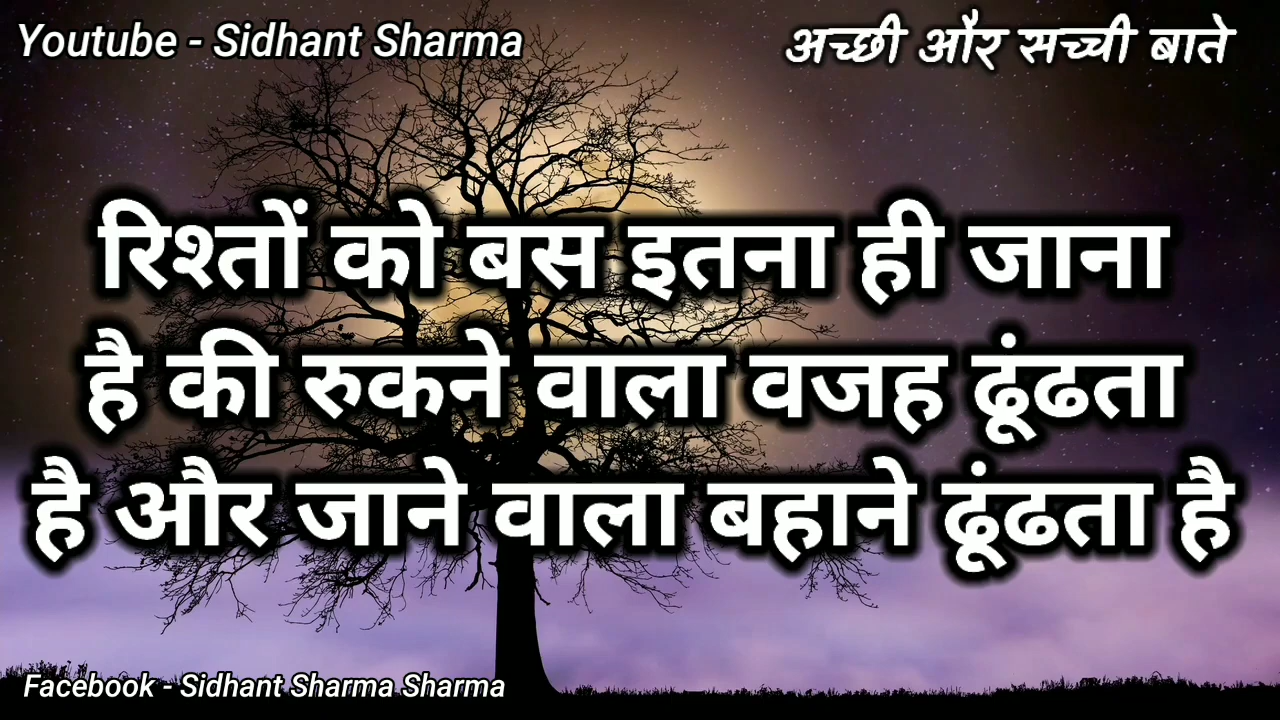 Youtube - Sidhant Sharma
अच्छी और सच्ची बाते
रिश्तों को बस इतना ही जाना
है की रुकने वाला वजह ढूंढता
है और जाने वाला बहाने ढूंढता है
Facebook - Sidhant Sharma Sharma